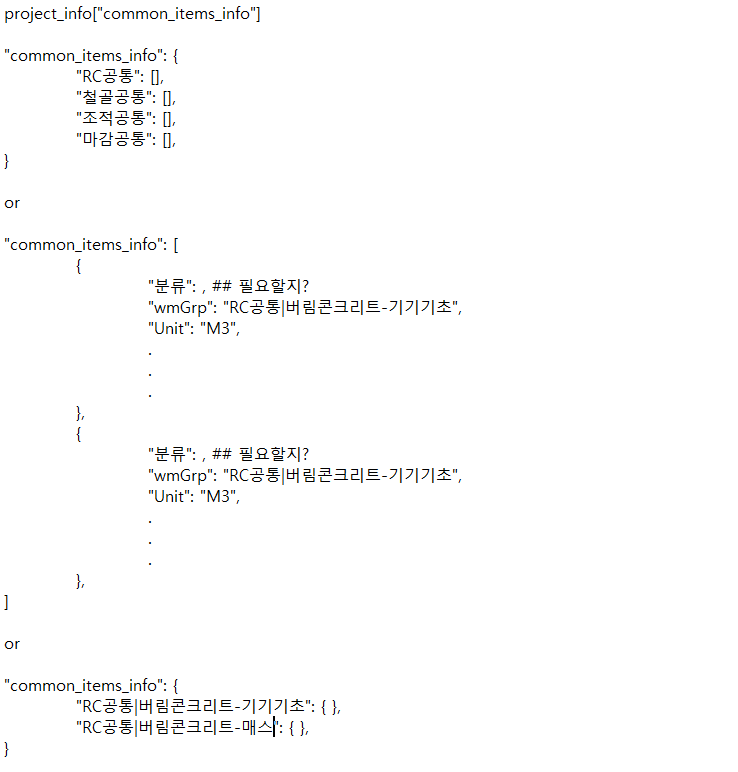 project_info["common_items_info"]
"common_items_info": {
"RC공통": [],
"철골공통": [],
"조적공통": [],
"마감공통": [],
}
or
"common_items_info": [
{
"분류": , ## 필요할지?
"wmGrp": "RC공통|버림콘크리트-기기기초",
"Unit": "M3",
.
.
.
},
{
"분류": , ## 필요할지?
"wmGrp": "RC공통|버림콘크리트-기기기초",
"Unit": "M3",
.
.
.
},
]
or
"common_items_info": {
"RC공통|버림콘크리트-기기기초": { },
"RC공통|버림콘크리트-매스": { },
}